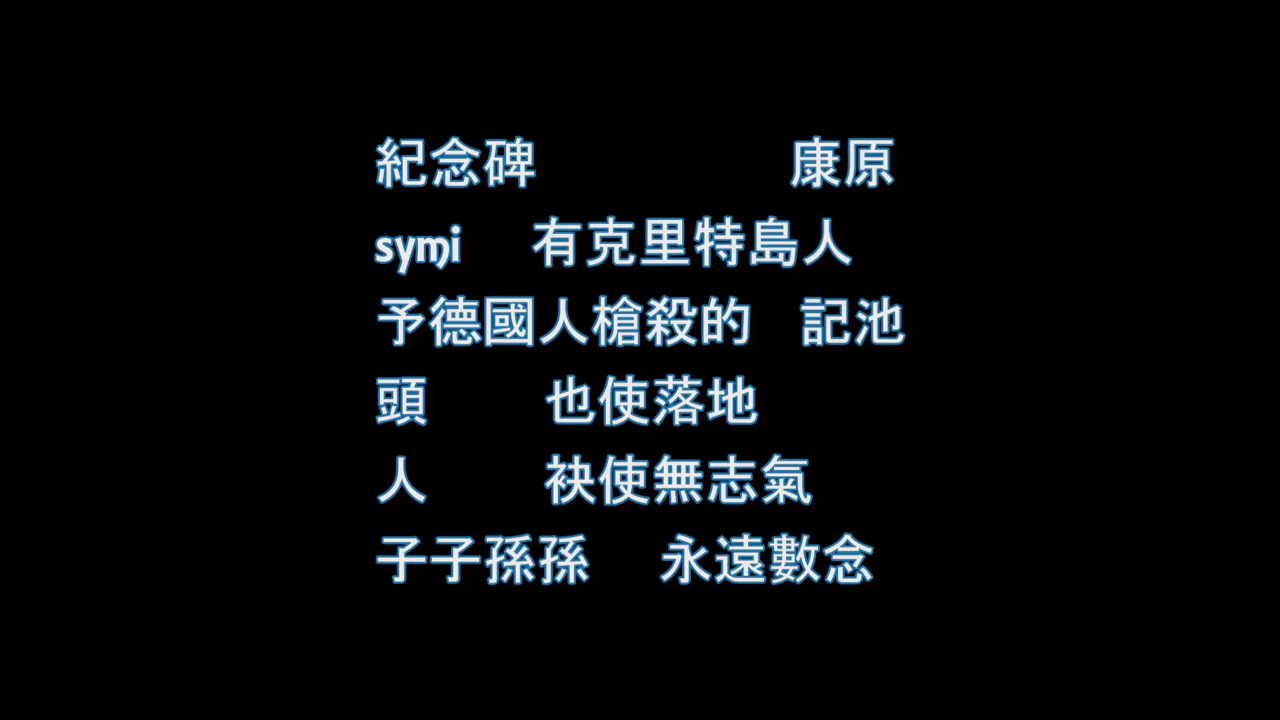 紀念碑 康原
symi 有克里特島人
予德國人槍殺的 記池
頭 也使落地
人 袂使無志氣
子子孫孫 永遠數念